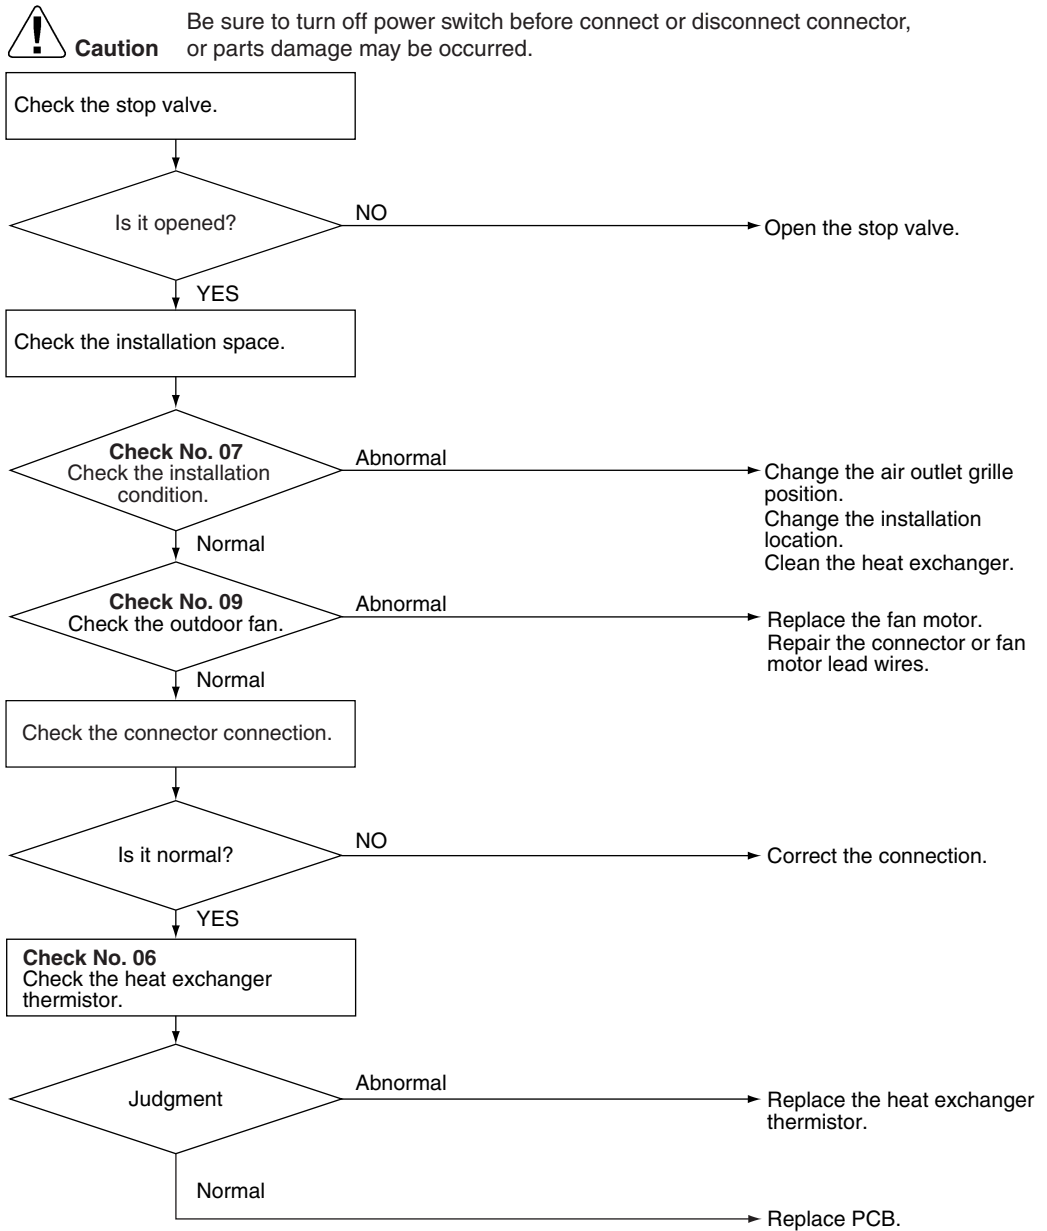 Be sure to turn off power switch before connect or disconnect connector,
Caution or parts damage may be occurred.
Check the stop valve.
Is it opened?
NO
Open the stop valve.
YES
Check the installation space.
Check No. 07
Check the installation
condition.
Abnormal
Change the air outlet grille
position.
Change the installation
location.
Clean the heat exchanger.
Normal
Check No. 09
Check the outdoor fan.
Abnormal
Replace the fan motor.
Repair the connector or fan
motor lead wires.
Normal
Check the connector connection.
Is it normal?
NO
Correct the connection.
YES
Check No. 06
Check the heat exchanger
thermistor.
Judgment
Abnormal
Replace the heat exchanger
thermistor.
Normal
Replace PCB.